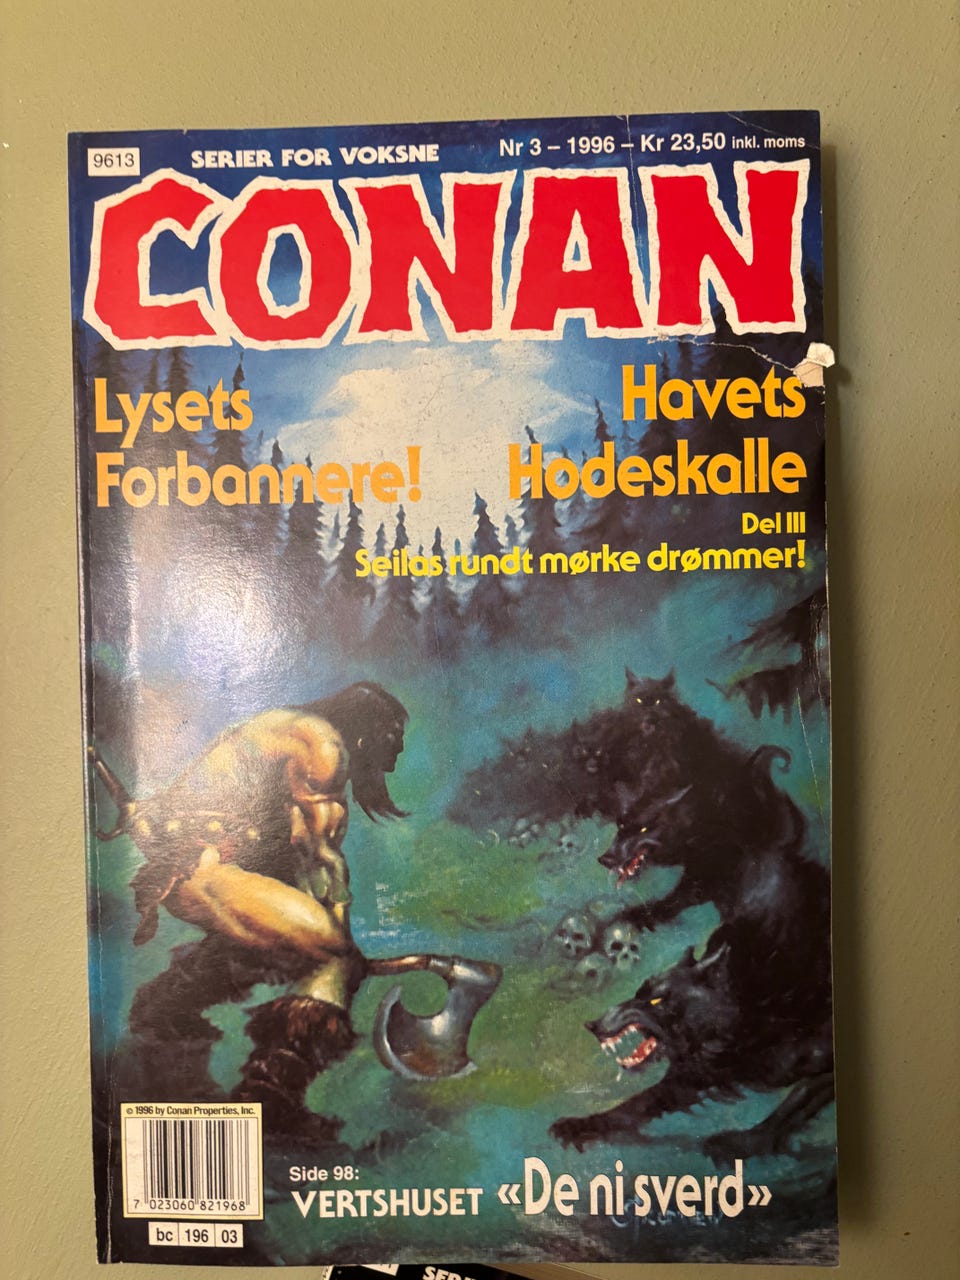 9613
SERIER FOR VOKSNE
Nr 3 – 1996 – Kr 23,50 inkl. moms
CONAN
Lysets
Forbannere!
Havets
Hodeskalle
Del III
Seilas rundt mørke drømmer!
© 1996 by Conan Properties, Inc.
7 023060 821968
bc 196 03
Side 98:
VERTSHUSET «De ni sverd»